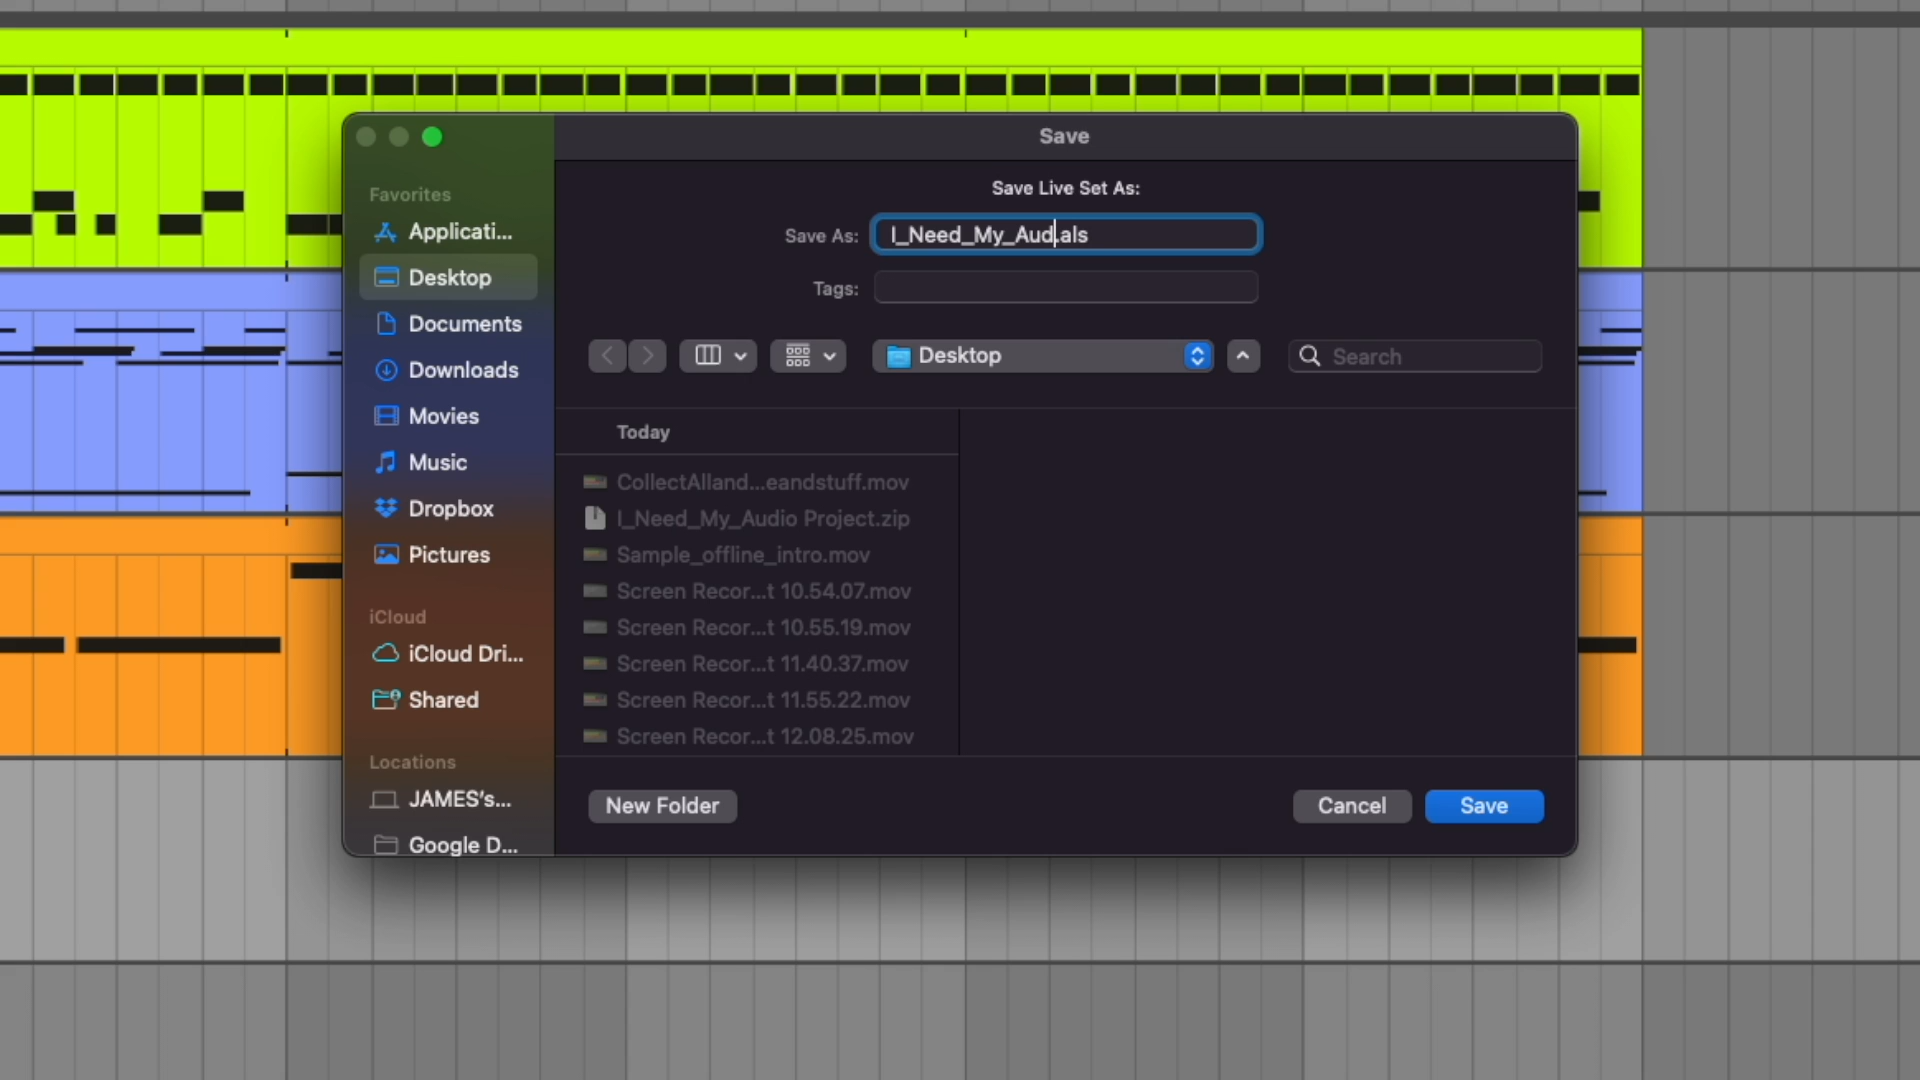 Save
Favorites
Applicati...
Desktop
Documents
Downloads
Movies
Music
Dropbox
Pictures
iCloud
iCloud Dri...
Shared
Locations
JAMES's...
Google D...
Save Live Set As:
Save As: I_Need_My_Aud.als
Tags:
Desktop
Search
Today
CollectAlland...eandstuff.mov
I_Need_My_Audio Project.zip
Sample_offline_intro.mov
Screen Recor...t 10.54.07.mov
Screen Recor...t 10.55.19.mov
Screen Recor...t 11.40.37.mov
Screen Recor...t 11.55.22.mov
Screen Recor...t 12.08.25.mov
New Folder Cancel Save